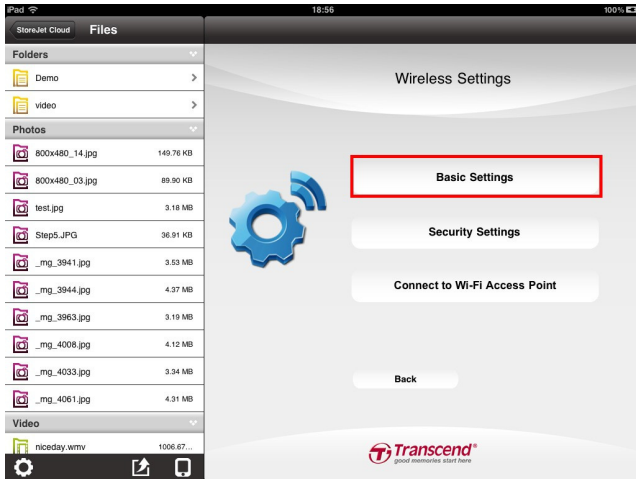 iPad 18:56 100%
StoreJet Cloud Files
Folders
Demo
video
Photos
800x480_14.jpg 149.76 KB
800x480_03.jpg 89.90 KB
test.jpg 3.18 MB
Step5.JPG 36.91 KB
_mg_3941.jpg 3.53 MB
_mg_3944.jpg 4.37 MB
_mg_3963.jpg 3.19 MB
_mg_4008.jpg 4.12 MB
_mg_4033.jpg 3.34 MB
_mg_4061.jpg 4.31 MB
Video
niceday.wmv 1006.67...
Wireless Settings
Basic Settings
Security Settings
Connect to Wi-Fi Access Point
Back
Transcend®
good memories start here